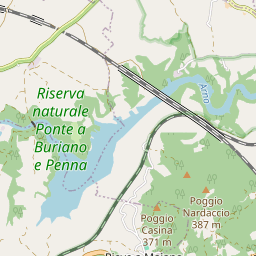 Riserva
naturale
Ponte a
Buriano
e Penna
Arno
Poggio
Nardaccio
387 m
Poggio
Casina
371 m